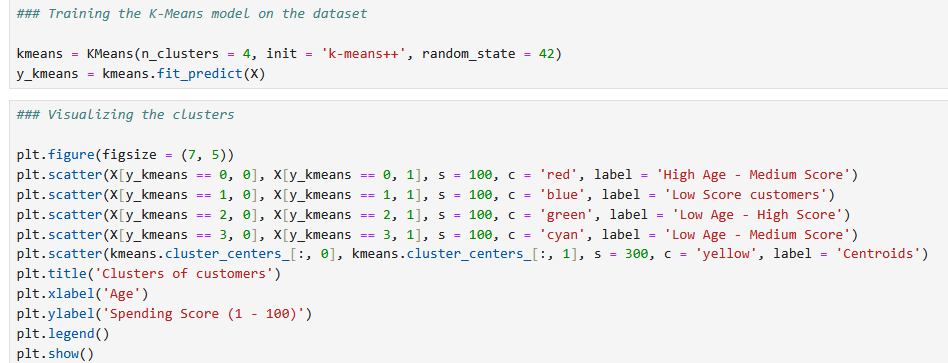 ### Training the K-Means model on the dataset
kmeans = KMeans(n_clusters = 4, init = 'k-means++', random_state = 42)
y_kmeans = kmeans.fit_predict(X)
### Visualizing the clusters
plt.figure(figsize = (7, 5))
plt.scatter(X[y_kmeans == 0, 0], X[y_kmeans == 0, 1], s = 100, c = 'red', label = 'High Age - Medium Score')
plt.scatter(X[y_kmeans == 1, 0], X[y_kmeans == 1, 1], s = 100, c = 'blue', label = 'Low Score customers')
plt.scatter(X[y_kmeans == 2, 0], X[y_kmeans == 2, 1], s = 100, c = 'green', label = 'Low Age - High Score')
plt.scatter(X[y_kmeans == 3, 0], X[y_kmeans == 3, 1], s = 100, c = 'cyan', label = 'Low Age - Medium Score')
plt.scatter(kmeans.cluster_centers_[:, 0], kmeans.cluster_centers_[:, 1], s = 300, c = 'yellow', label = 'Centroids')
plt.title('Clusters of customers')
plt.xlabel('Age')
plt.ylabel('Spending Score (1 - 100)')
plt.legend()
plt.show()